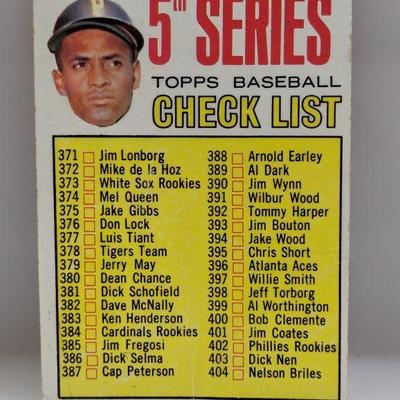 5th SERIES
TOPPS BASEBALL
CHECK LIST
371 Jim Lonborg
372 Mike de la Hoz
373 White Sox Rookies
374 Mel Queen
375 Jake Gibbs
376 Don Lock
377 Luis Tiant
378 Tigers Team
379 Jerry May
380 Dean Chance
381 Dick Schofield
382 Dave McNally
383 Ken Henderson
384 Cardinals Rookies
385 Jim Fregosi
386 Dick Selma
387 Cap Peterson
388 Arnold Earley
389 Al Dark
390 Jim Wynn
391 Wilbur Wood
392 Tommy Harper
393 Jim Bouton
394 Jake Wood
395 Chris Short
396 Atlanta Aces
397 Willie Smith
398 Jeff Torborg
399 Al Worthington
400 Bob Clemente
401 Jim Coates
402 Phillies Rookies
403 Dick Nen
404 Nelson Briles